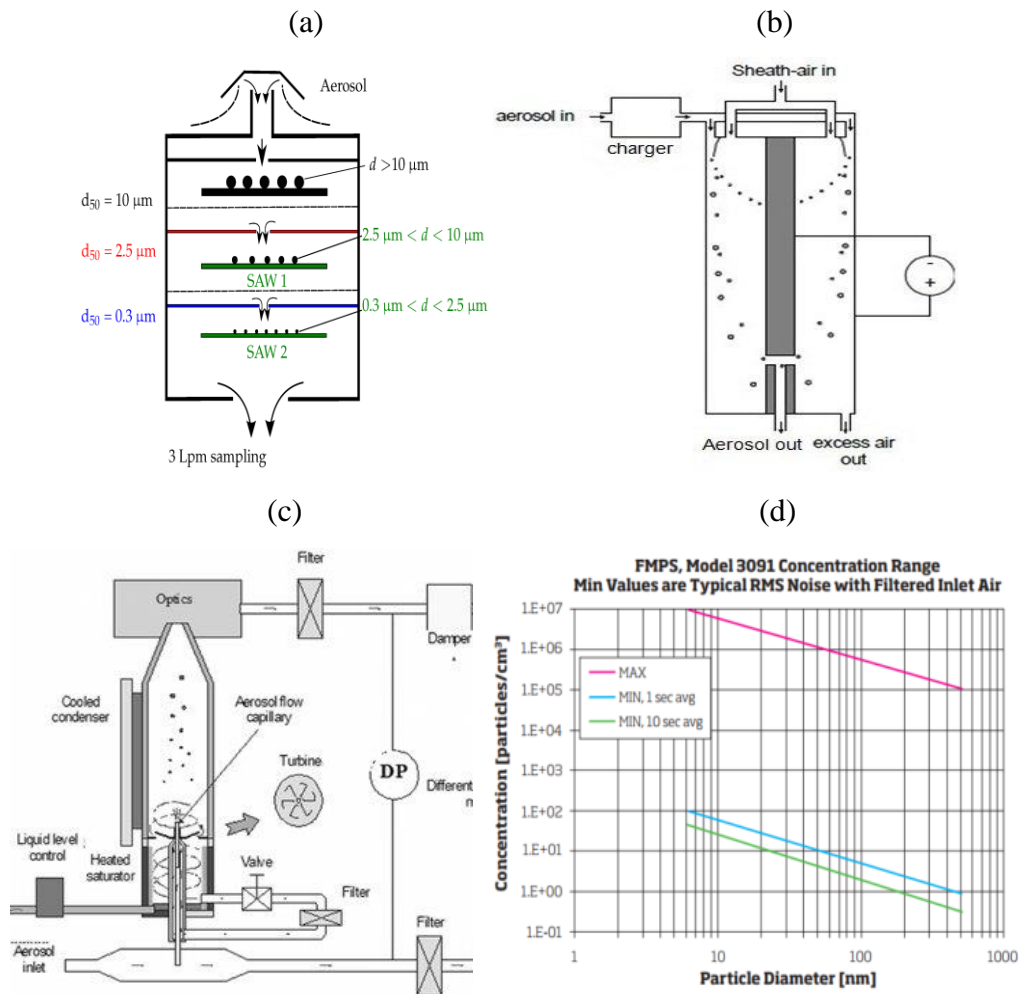 (a)
Aerosol
d >10 μm
d50 = 10 μm
2.5 μm < d < 10 μm
d50 = 2.5 μm
SAW 1
d50 = 0.3 μm
0.3 μm < d < 2.5 μm
SAW 2
3 Lpm sampling
(b)
Sheath-air in
aerosol in
charger
-
+
Aerosol out
excess air
out
(c)
Filter
Optics
Damper
Cooled
condenser
Aerosol flow
capillary
Turbine
DP
Different
m
Liquid level
control
Heated
saturator
Valve
Filter
Filter
Aerosol
inlet
(d)
FMPS, Model 3091 Concentration Range
Min Values are Typical RMS Noise with Filtered Inlet Air
Concentration [particles/cm³]
1.E+07
1.E+06
1.E+05
1.E+04
1.E+03
1.E+02
1.E+01
1.E+00
1.E-01
MAX
MIN, 1 sec avg
MIN, 10 sec avg
1
10
100
1000
Particle Diameter [nm]